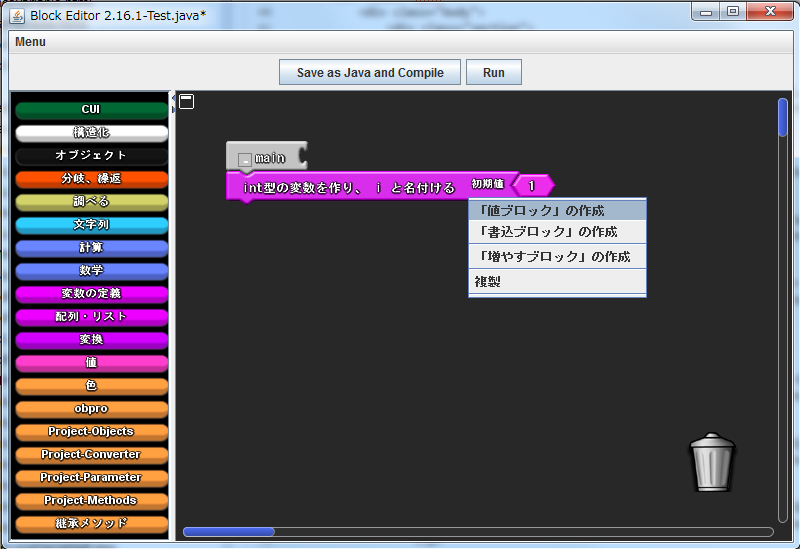 Block Editor 2.16.1-Test.java*
Menu
Save as Java and Compile
Run
CUI
構造化
オブジェクト
分岐、繰返
調べる
文字列
計算
数学
変数の定義
配列・リスト
変換
値
色
obpro
Project-Objects
Project-Converter
Project-Parameter
Project-Methods
継承メソッド
main
int型の変数を作り、 i と名付ける 初期値 1
「値ブロック」の作成
「書込ブロック」の作成
「増やすブロック」の作成
複製